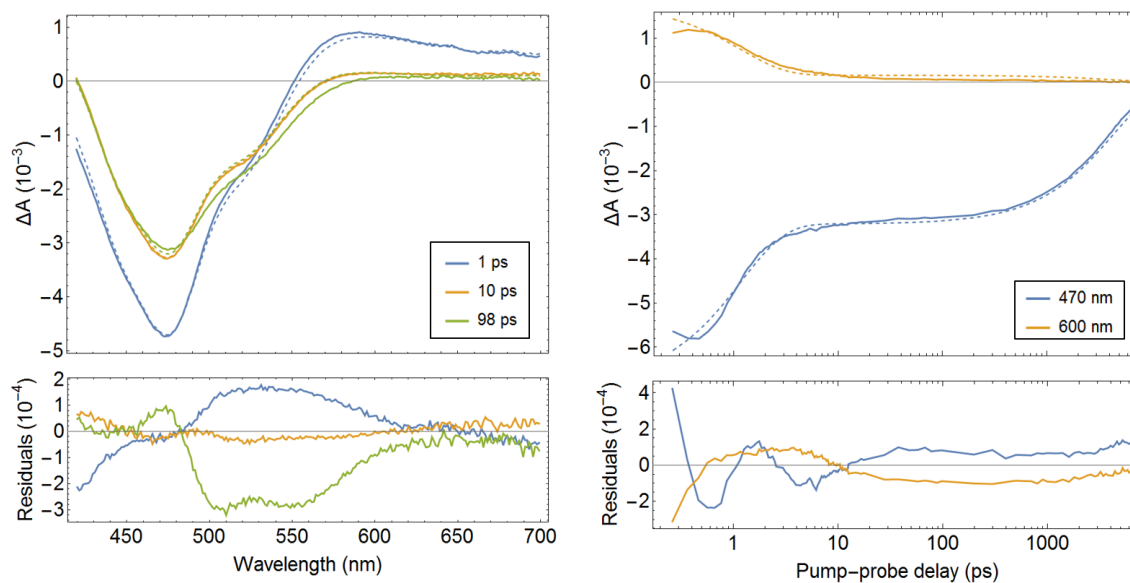 1
0
−1
−2
−3
−4
−5
ΔA (10⁻³)
1 ps
10 ps
98 ps
2
1
0
−1
−2
−3
Residuals (10⁻⁴)
450 500 550 600 650 700
Wavelength (nm)
1
0
−1
−2
−3
−4
−5
−6
ΔA (10⁻³)
470 nm
600 nm
4
2
0
−2
Residuals (10⁻⁴)
1 10 100 1000
Pump−probe delay (ps)